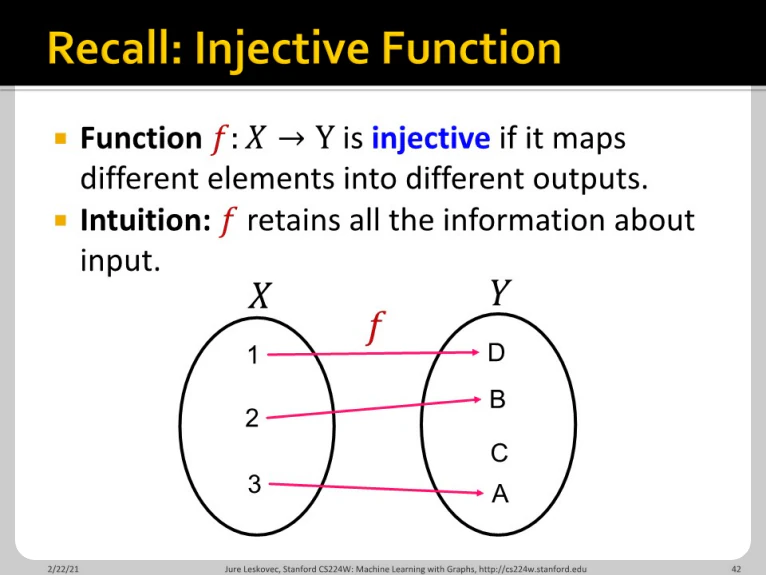 Recall: Injective Function
▪ Function f: X → Y is injective if it maps
different elements into different outputs.
▪ Intuition: f retains all the information about
input.
X
Y
f
1
D
2
B
C
3
A
2/22/21
Jure Leskovec, Stanford CS224W: Machine Learning with Graphs, http://cs224w.stanford.edu
42